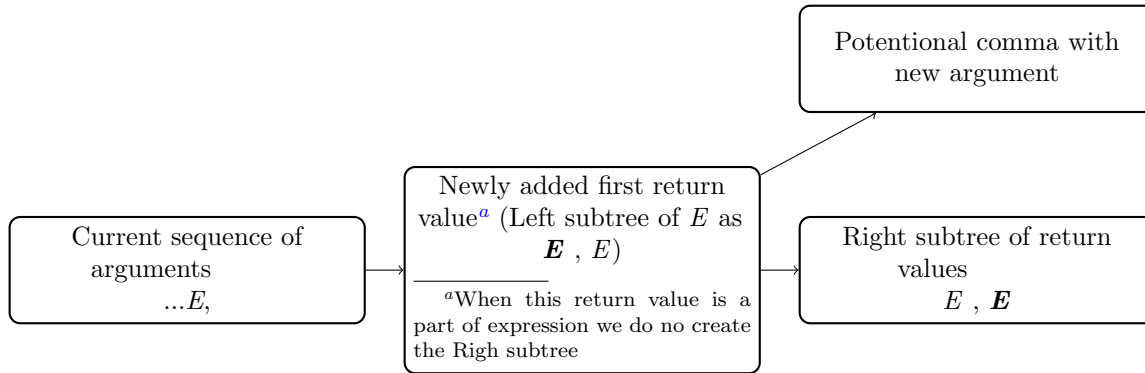 Potentional comma with
new argument
Current sequence of
arguments
...E,
Newly added first return
valueᵃ (Left subtree of E as
E , E)
ᵃWhen this return value is a
part of expression we do no create
the Righ subtree
Right subtree of return
values
E , E